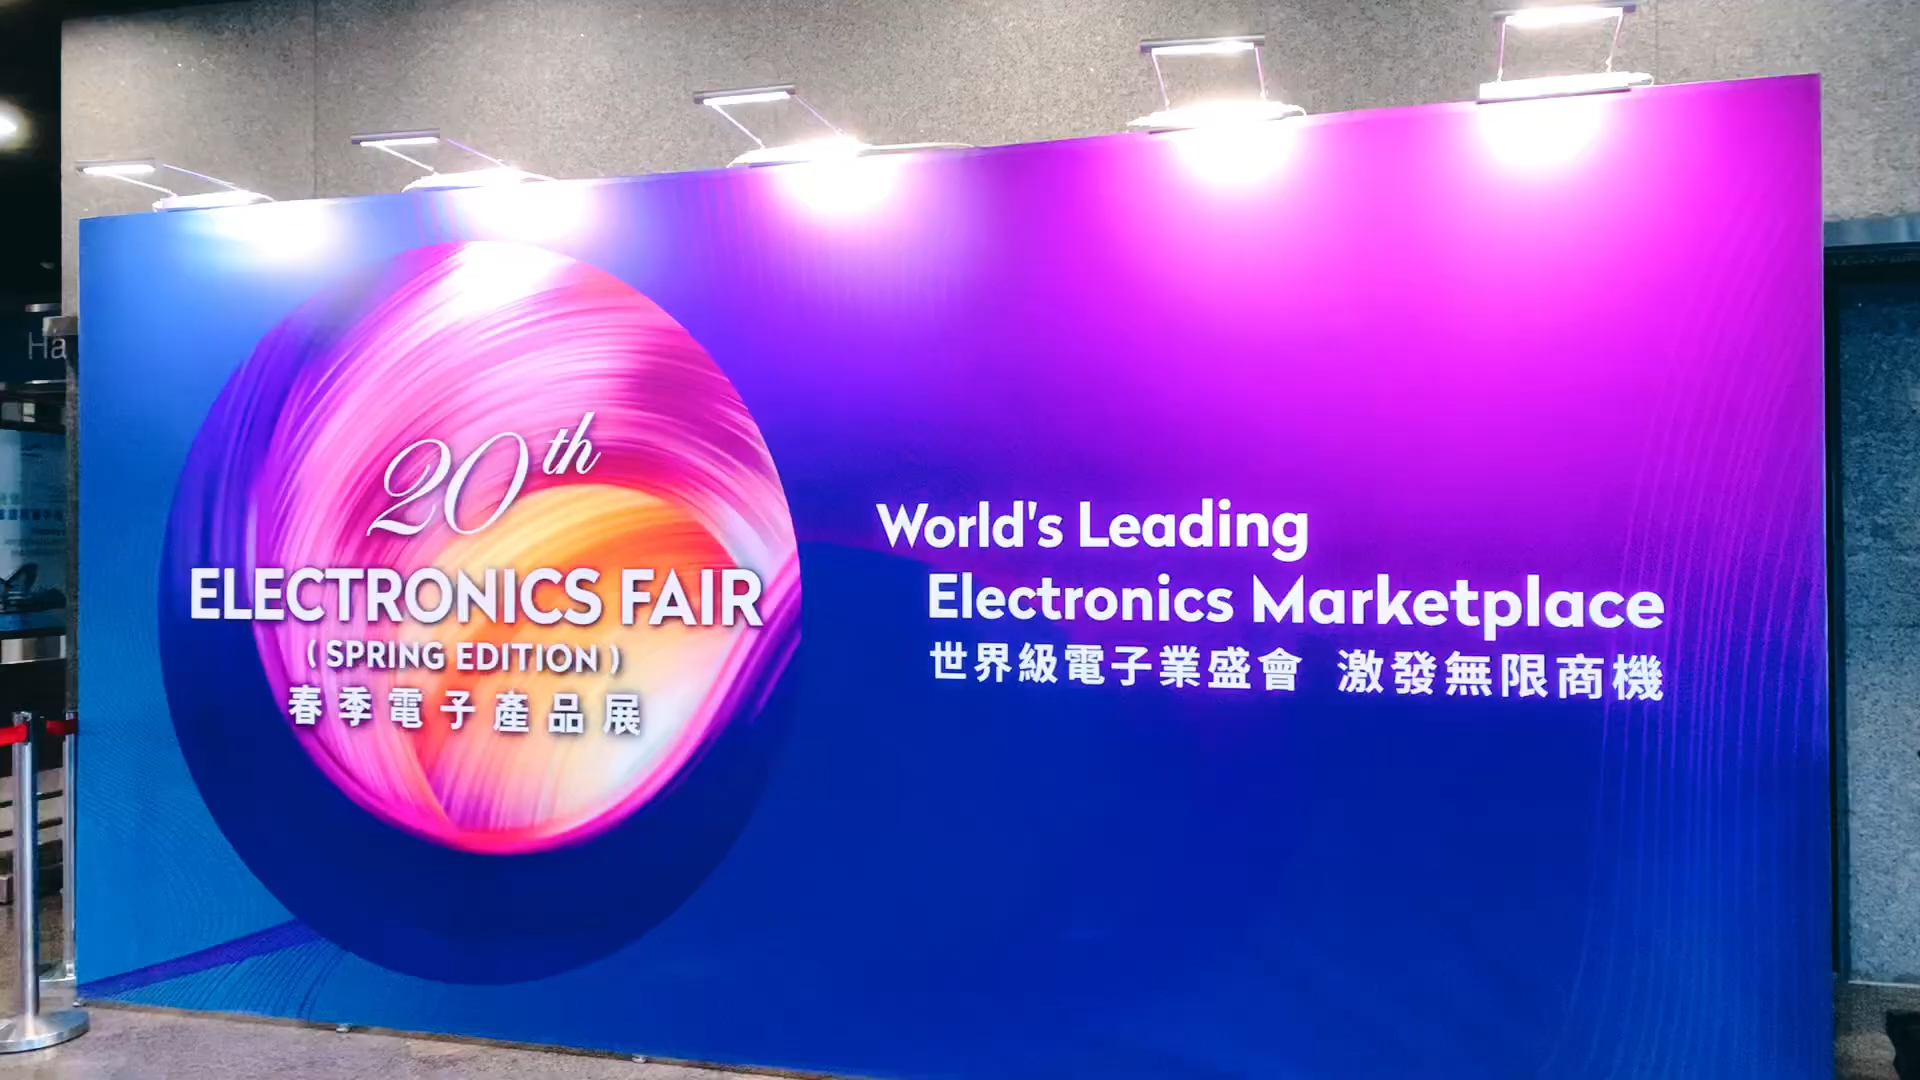 20th
ELECTRONICS FAIR
(SPRING EDITION)
春季電子產品展
World's Leading
Electronics Marketplace
世界級電子業盛會 激發無限商機
Ha